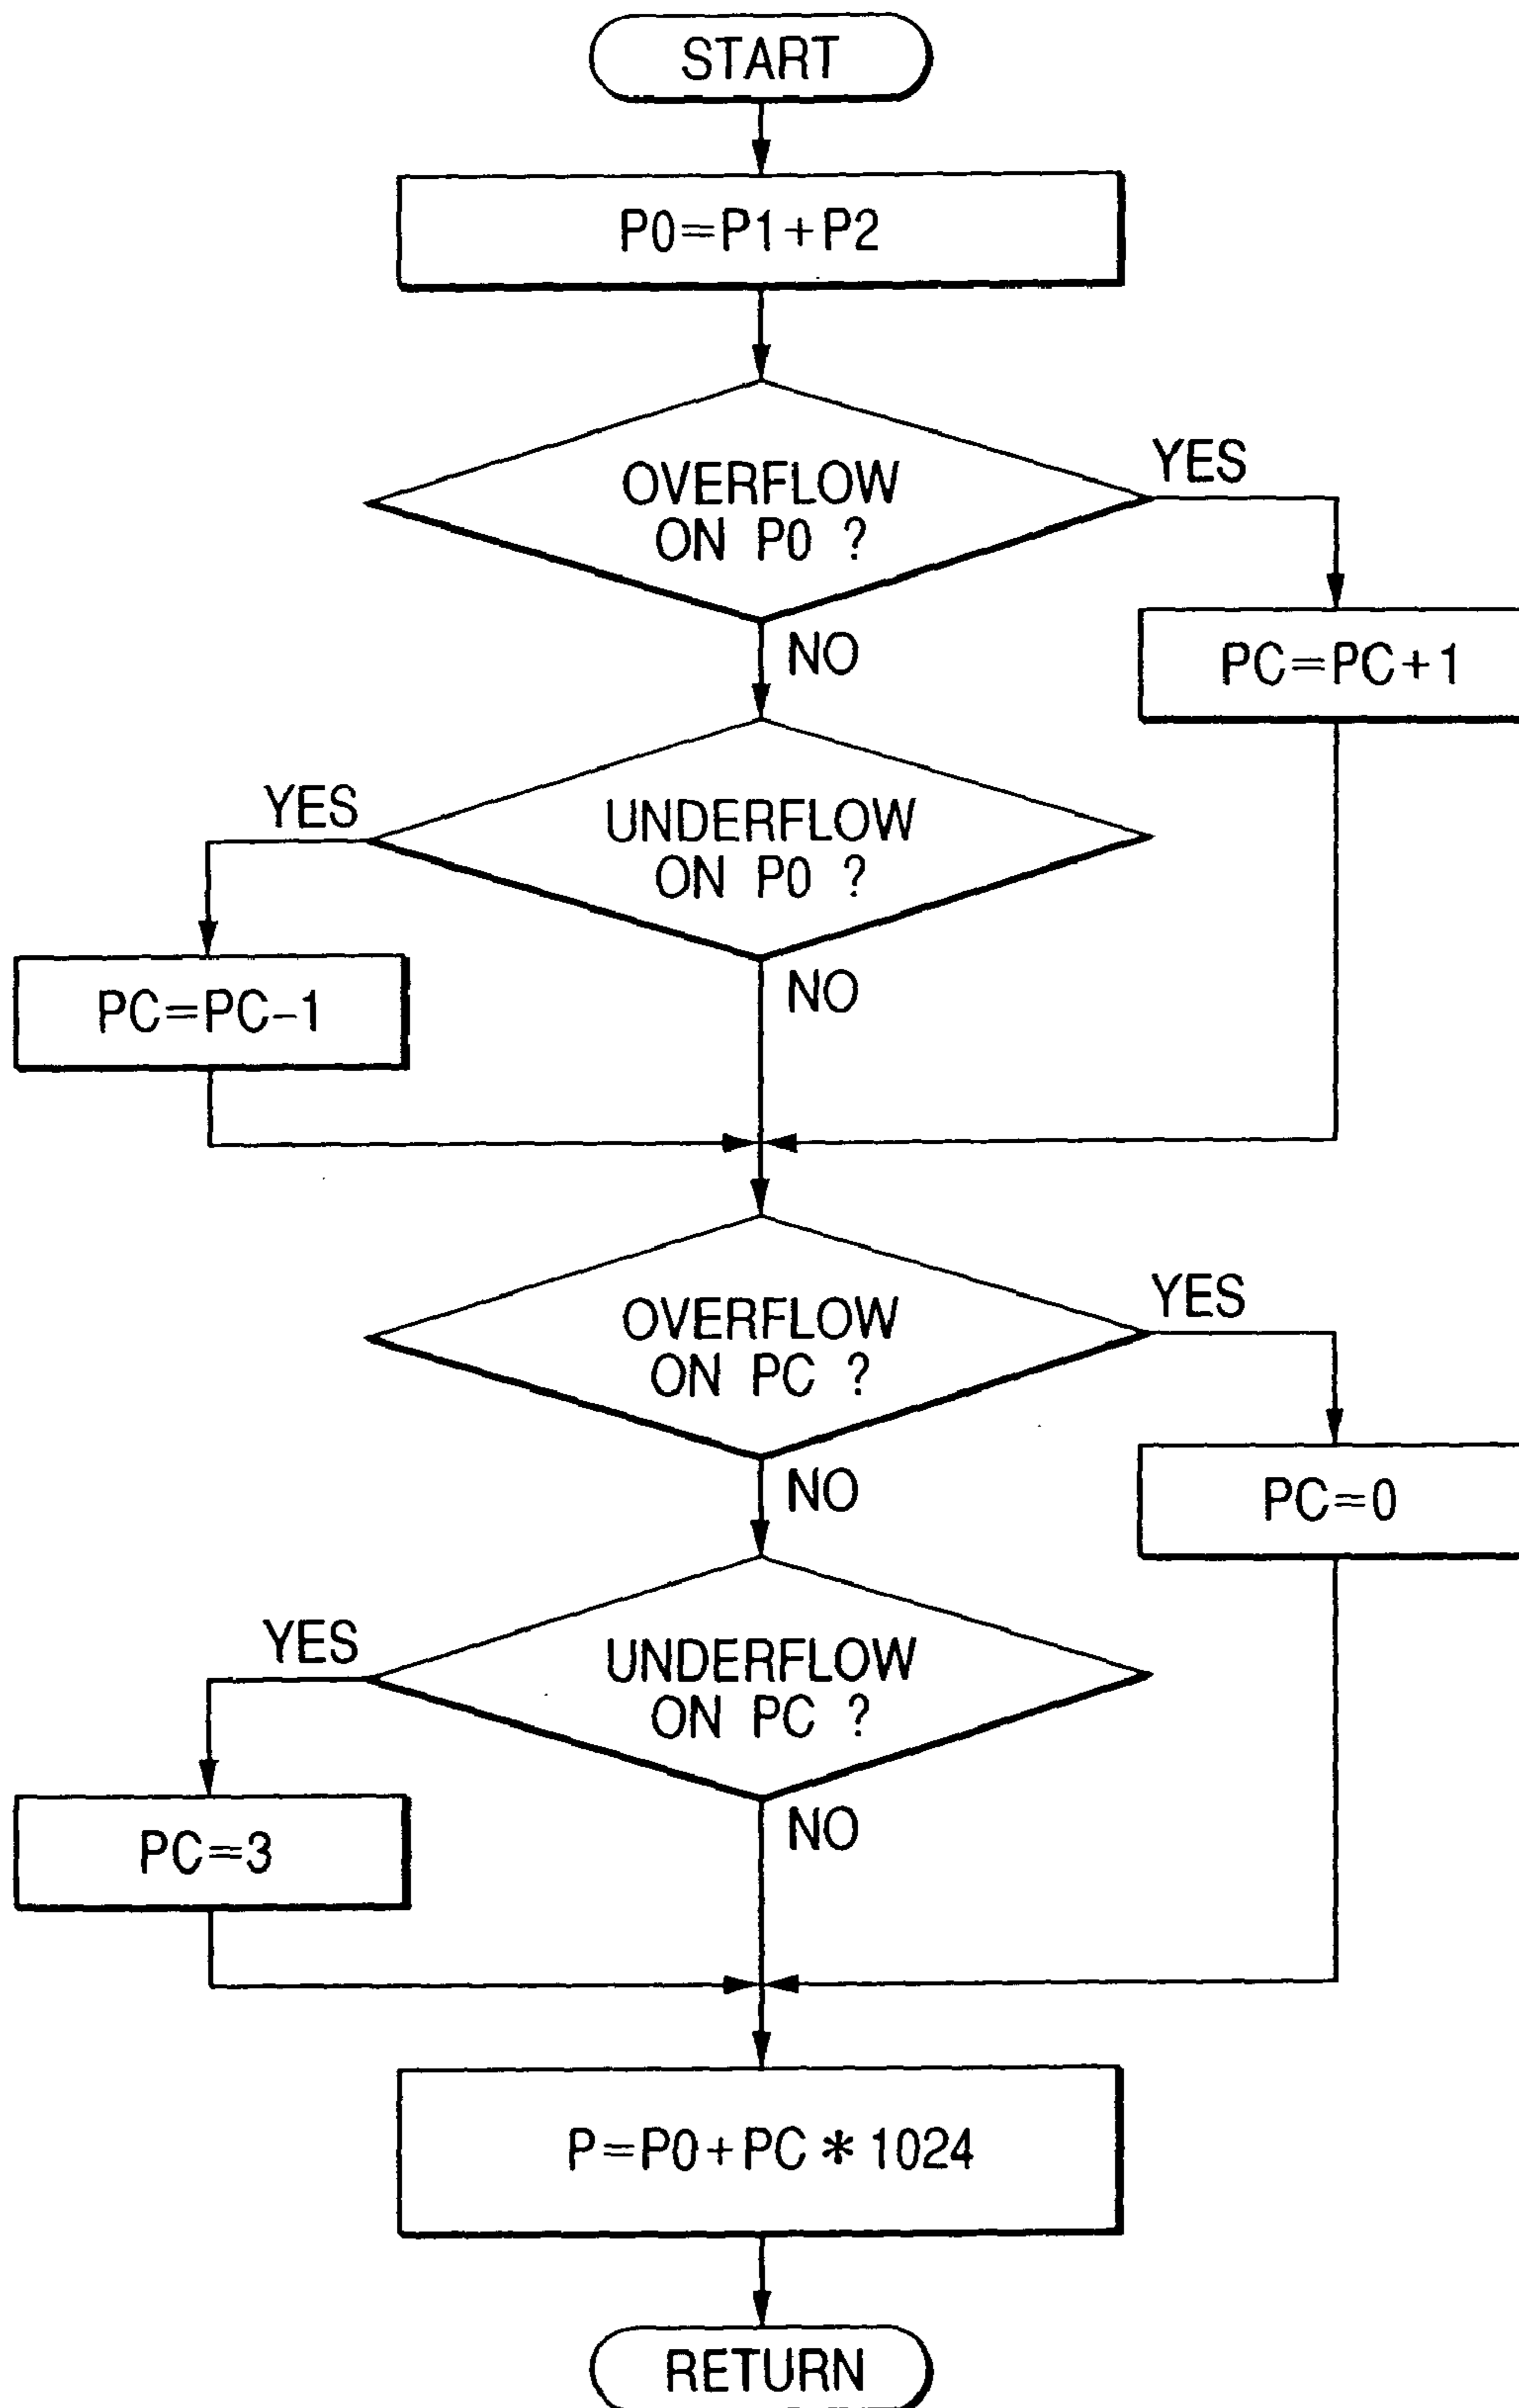 START
P0=P1+P2
OVERFLOW
ON P0 ?
YES
NO
PC=PC+1
UNDERFLOW
ON P0 ?
YES
NO
PC=PC-1
OVERFLOW
ON PC ?
YES
NO
PC=0
UNDERFLOW
ON PC ?
YES
NO
PC=3
P=P0+PC*1024
RETURN